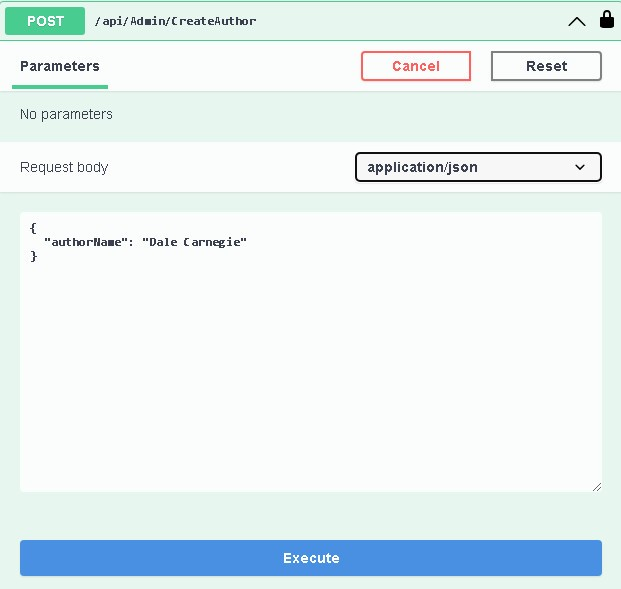 POST /api/Admin/CreateAuthor
Parameters Cancel Reset
No parameters
Request body application/json
{
"authorName": "Dale Carnegie"
}
Execute